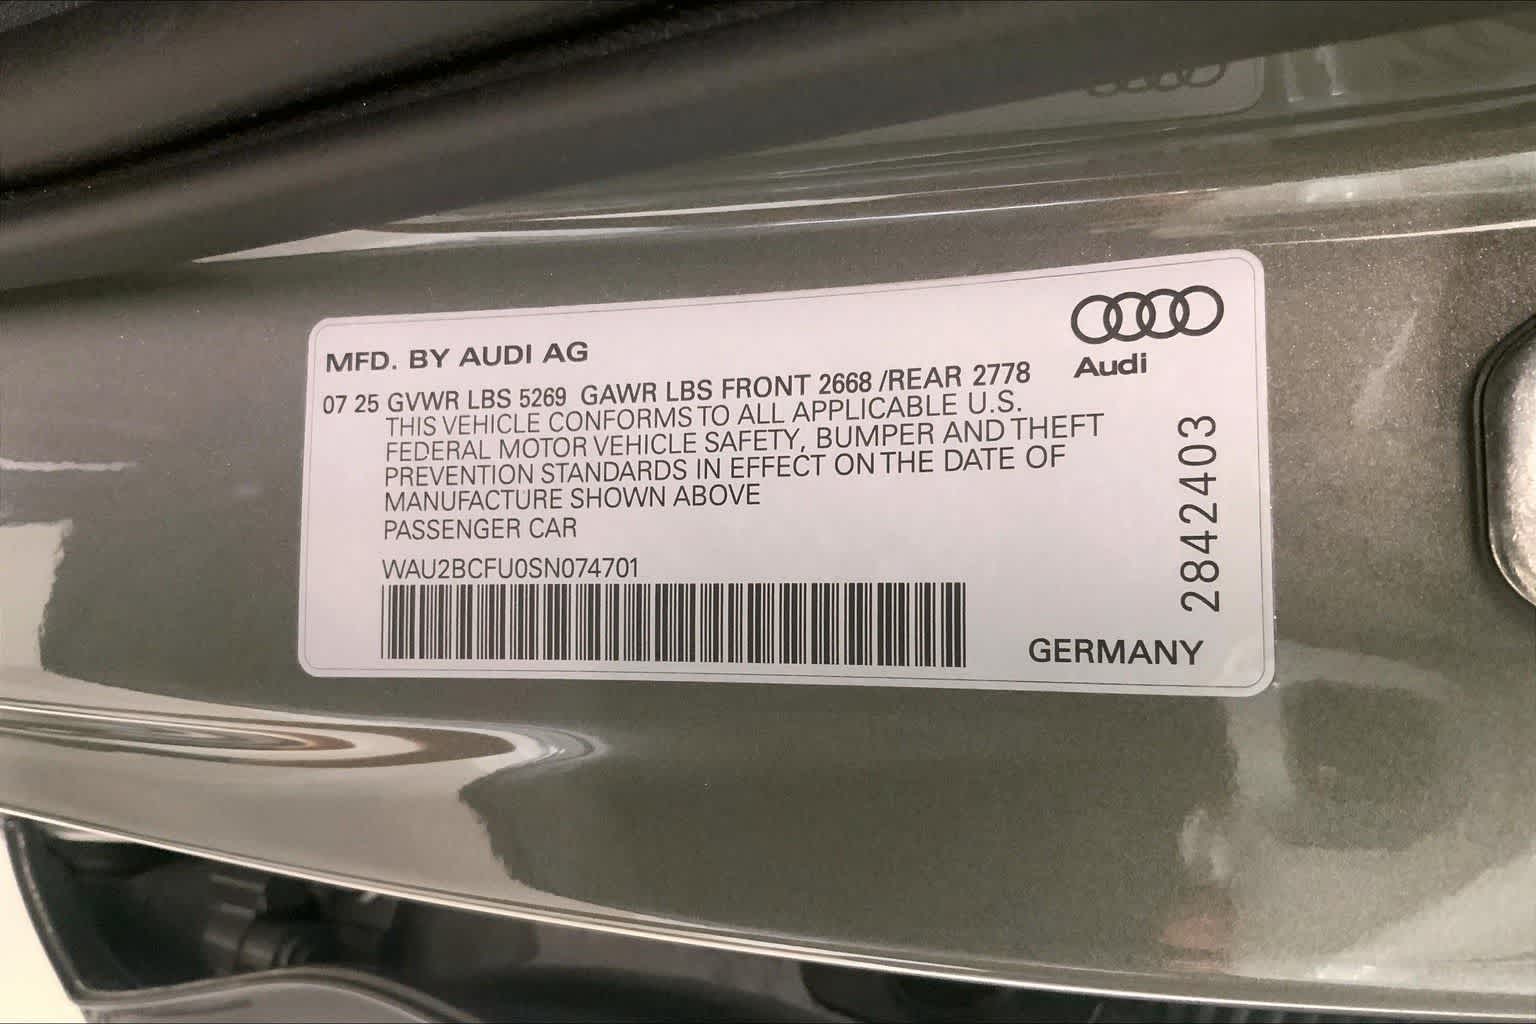 Audi
MFD. BY AUDI AG
07 25 GVWR LBS 5269 GAWR LBS FRONT 2668 /REAR 2778
THIS VEHICLE CONFORMS TO ALL APPLICABLE U.S.
FEDERAL MOTOR VEHICLE SAFETY, BUMPER AND THEFT
PREVENTION STANDARDS IN EFFECT ON THE DATE OF
MANUFACTURE SHOWN ABOVE
PASSENGER CAR
WAU2BCFU0SN074701
GERMANY
2842403